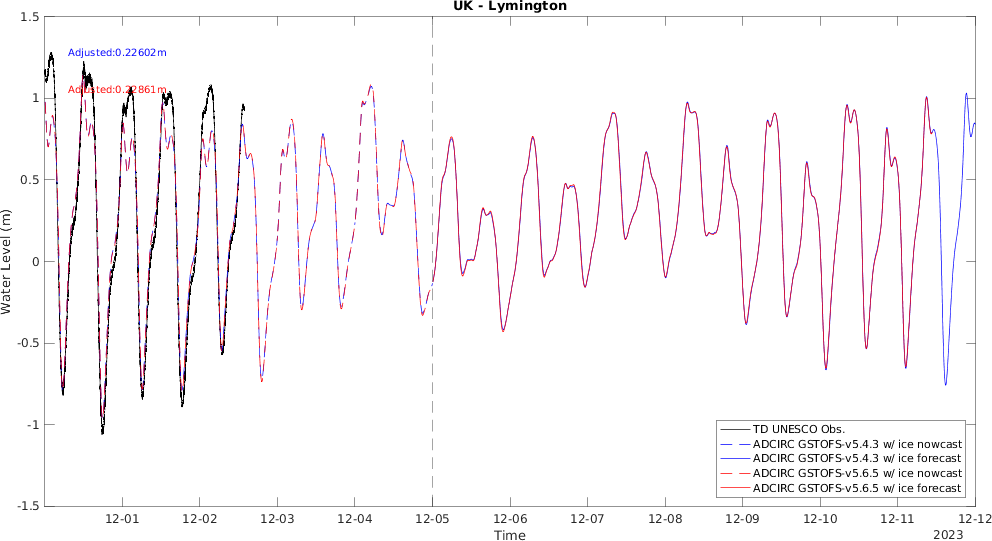 UK - Lymington
Adjusted:0.22602m
Adjusted:0.22861m
Water Level (m)
1.5
1
0.5
0
-0.5
-1
-1.5
TD UNESCO Obs.
ADCIRC GSTOFS-v5.4.3 w/ ice nowcast
ADCIRC GSTOFS-v5.4.3 w/ ice forecast
ADCIRC GSTOFS-v5.6.5 w/ ice nowcast
ADCIRC GSTOFS-v5.6.5 w/ ice forecast
12-01 12-02 12-03 12-04 12-05 12-06 12-07 12-08 12-09 12-10 12-11 12-12
Time
2023